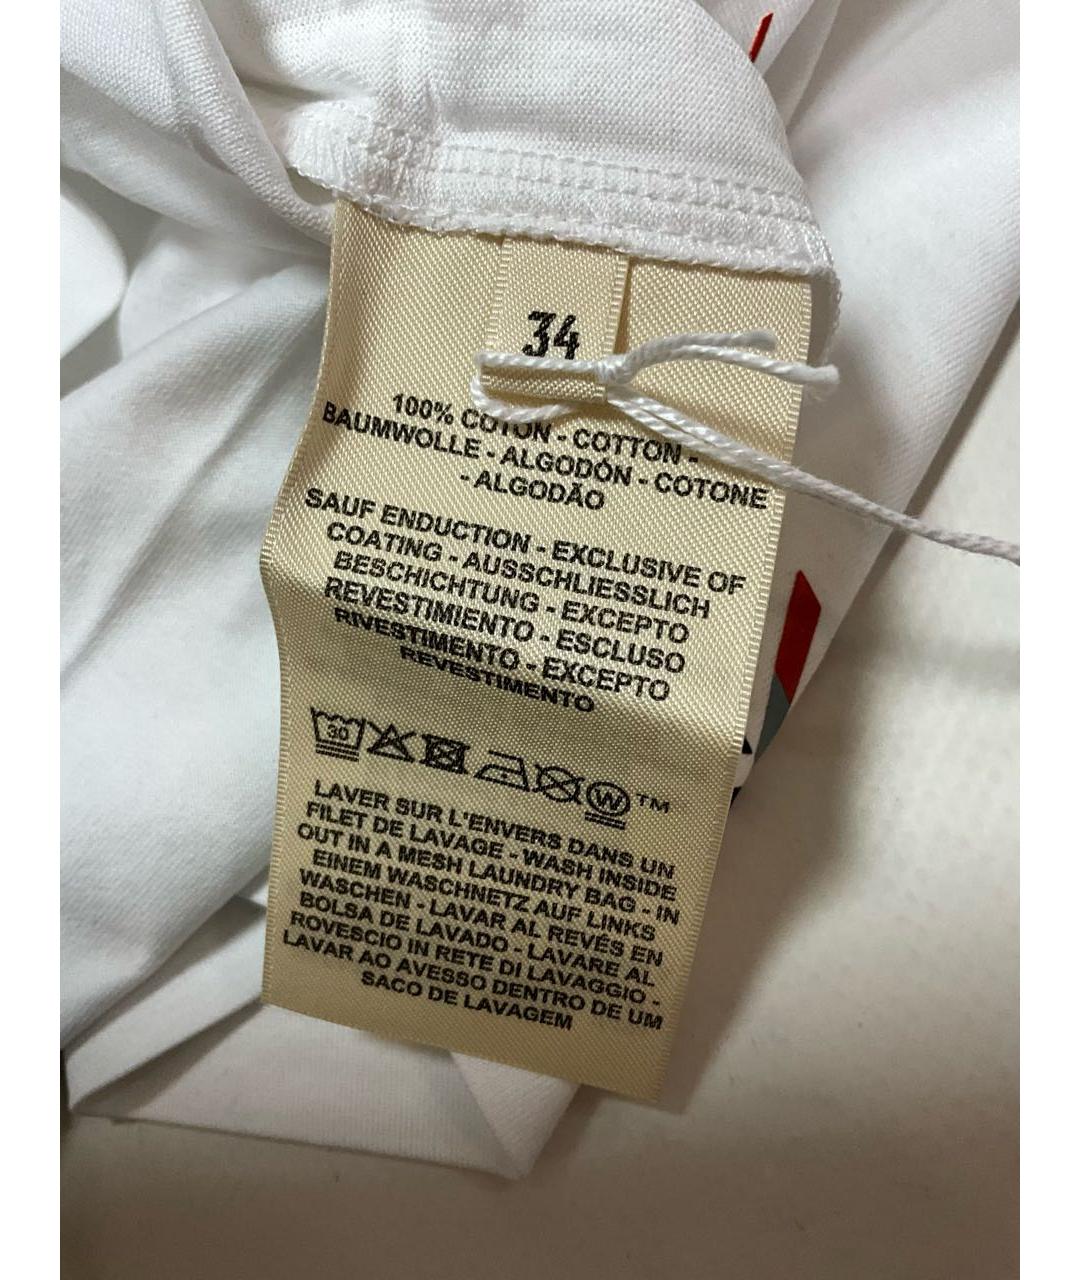 34
100% COTON - COTTON -
BAUMWOLLE - ALGODÓN - COTONE
- ALGODÃO
SAUF ENDUCTION - EXCLUSIVE OF
COATING - AUSSCHLIESSLICH
BESCHICHTUNG - EXCEPTO
REVESTIMIENTO - ESCLUSO
RIVESTIMENTO - EXCEPTO
REVESTIMENTO
30
W TM
LAVER SUR L'ENVERS DANS UN
FILET DE LAVAGE - WASH INSIDE
OUT IN A MESH LAUNDRY BAG - IN
EINEM WASCHNETZ AUF LINKS
WASCHEN - LAVAR AL REVÉS EN
BOLSA DE LAVADO - LAVARE AL
ROVESCIO IN RETE DI LAVAGGIO -
LAVAR AO AVESSO DENTRO DE UM
SACO DE LAVAGEM